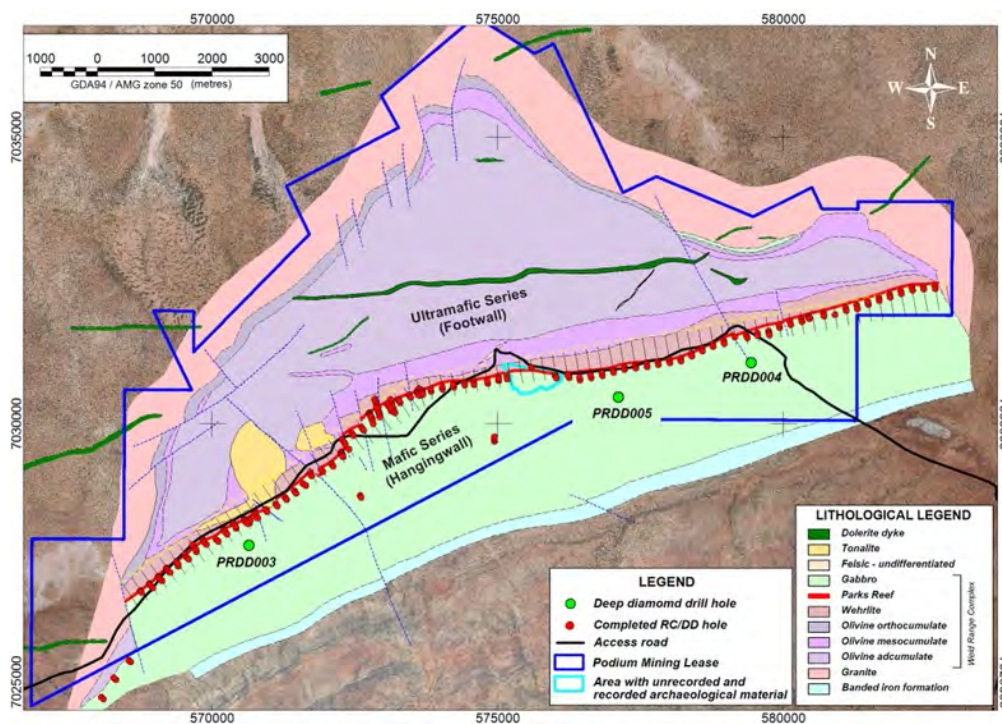 570000
575000
580000
1000 0 1000 2000 3000
GDA94 / AMG zone 50 (metres)
N
W E
S
7035000
7030000
7025000
Ultramafic Series
(Footwall)
Mafic Series
(Hangingwall)
PRDD004
PRDD005
PRDD003
LEGEND
Deep diamomd drill hole
Completed RC/DD hole
Access road
Podium Mining Lease
Area with unrecorded and
recorded archaeological material
LITHOLOGICAL LEGEND
Dolerite dyke
Tonalite
Felsic - undifferentiated
Gabbro
Parks Reef
Wehrlite
Olivine orthocumulate
Olivine mesocumulate
Olivine adcumulate
Granite
Banded iron formation
Weld Range Complex
570000
575000
580000